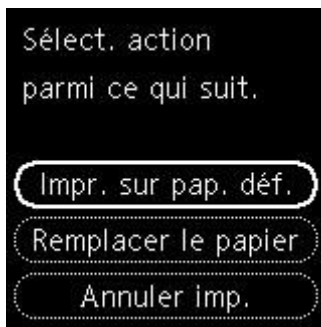 Sélect. action
parmi ce qui suit.
Impr. sur pap. déf.
Remplacer le papier
Annuler imp.